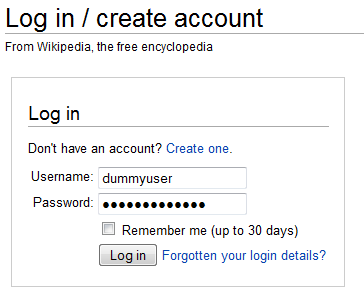 Log in / create account
From Wikipedia, the free encyclopedia
Log in
Don't have an account? Create one.
Username: dummyuser
Password: ●●●●●●●●●●●●●
Remember me (up to 30 days)
Log in Forgotten your login details?